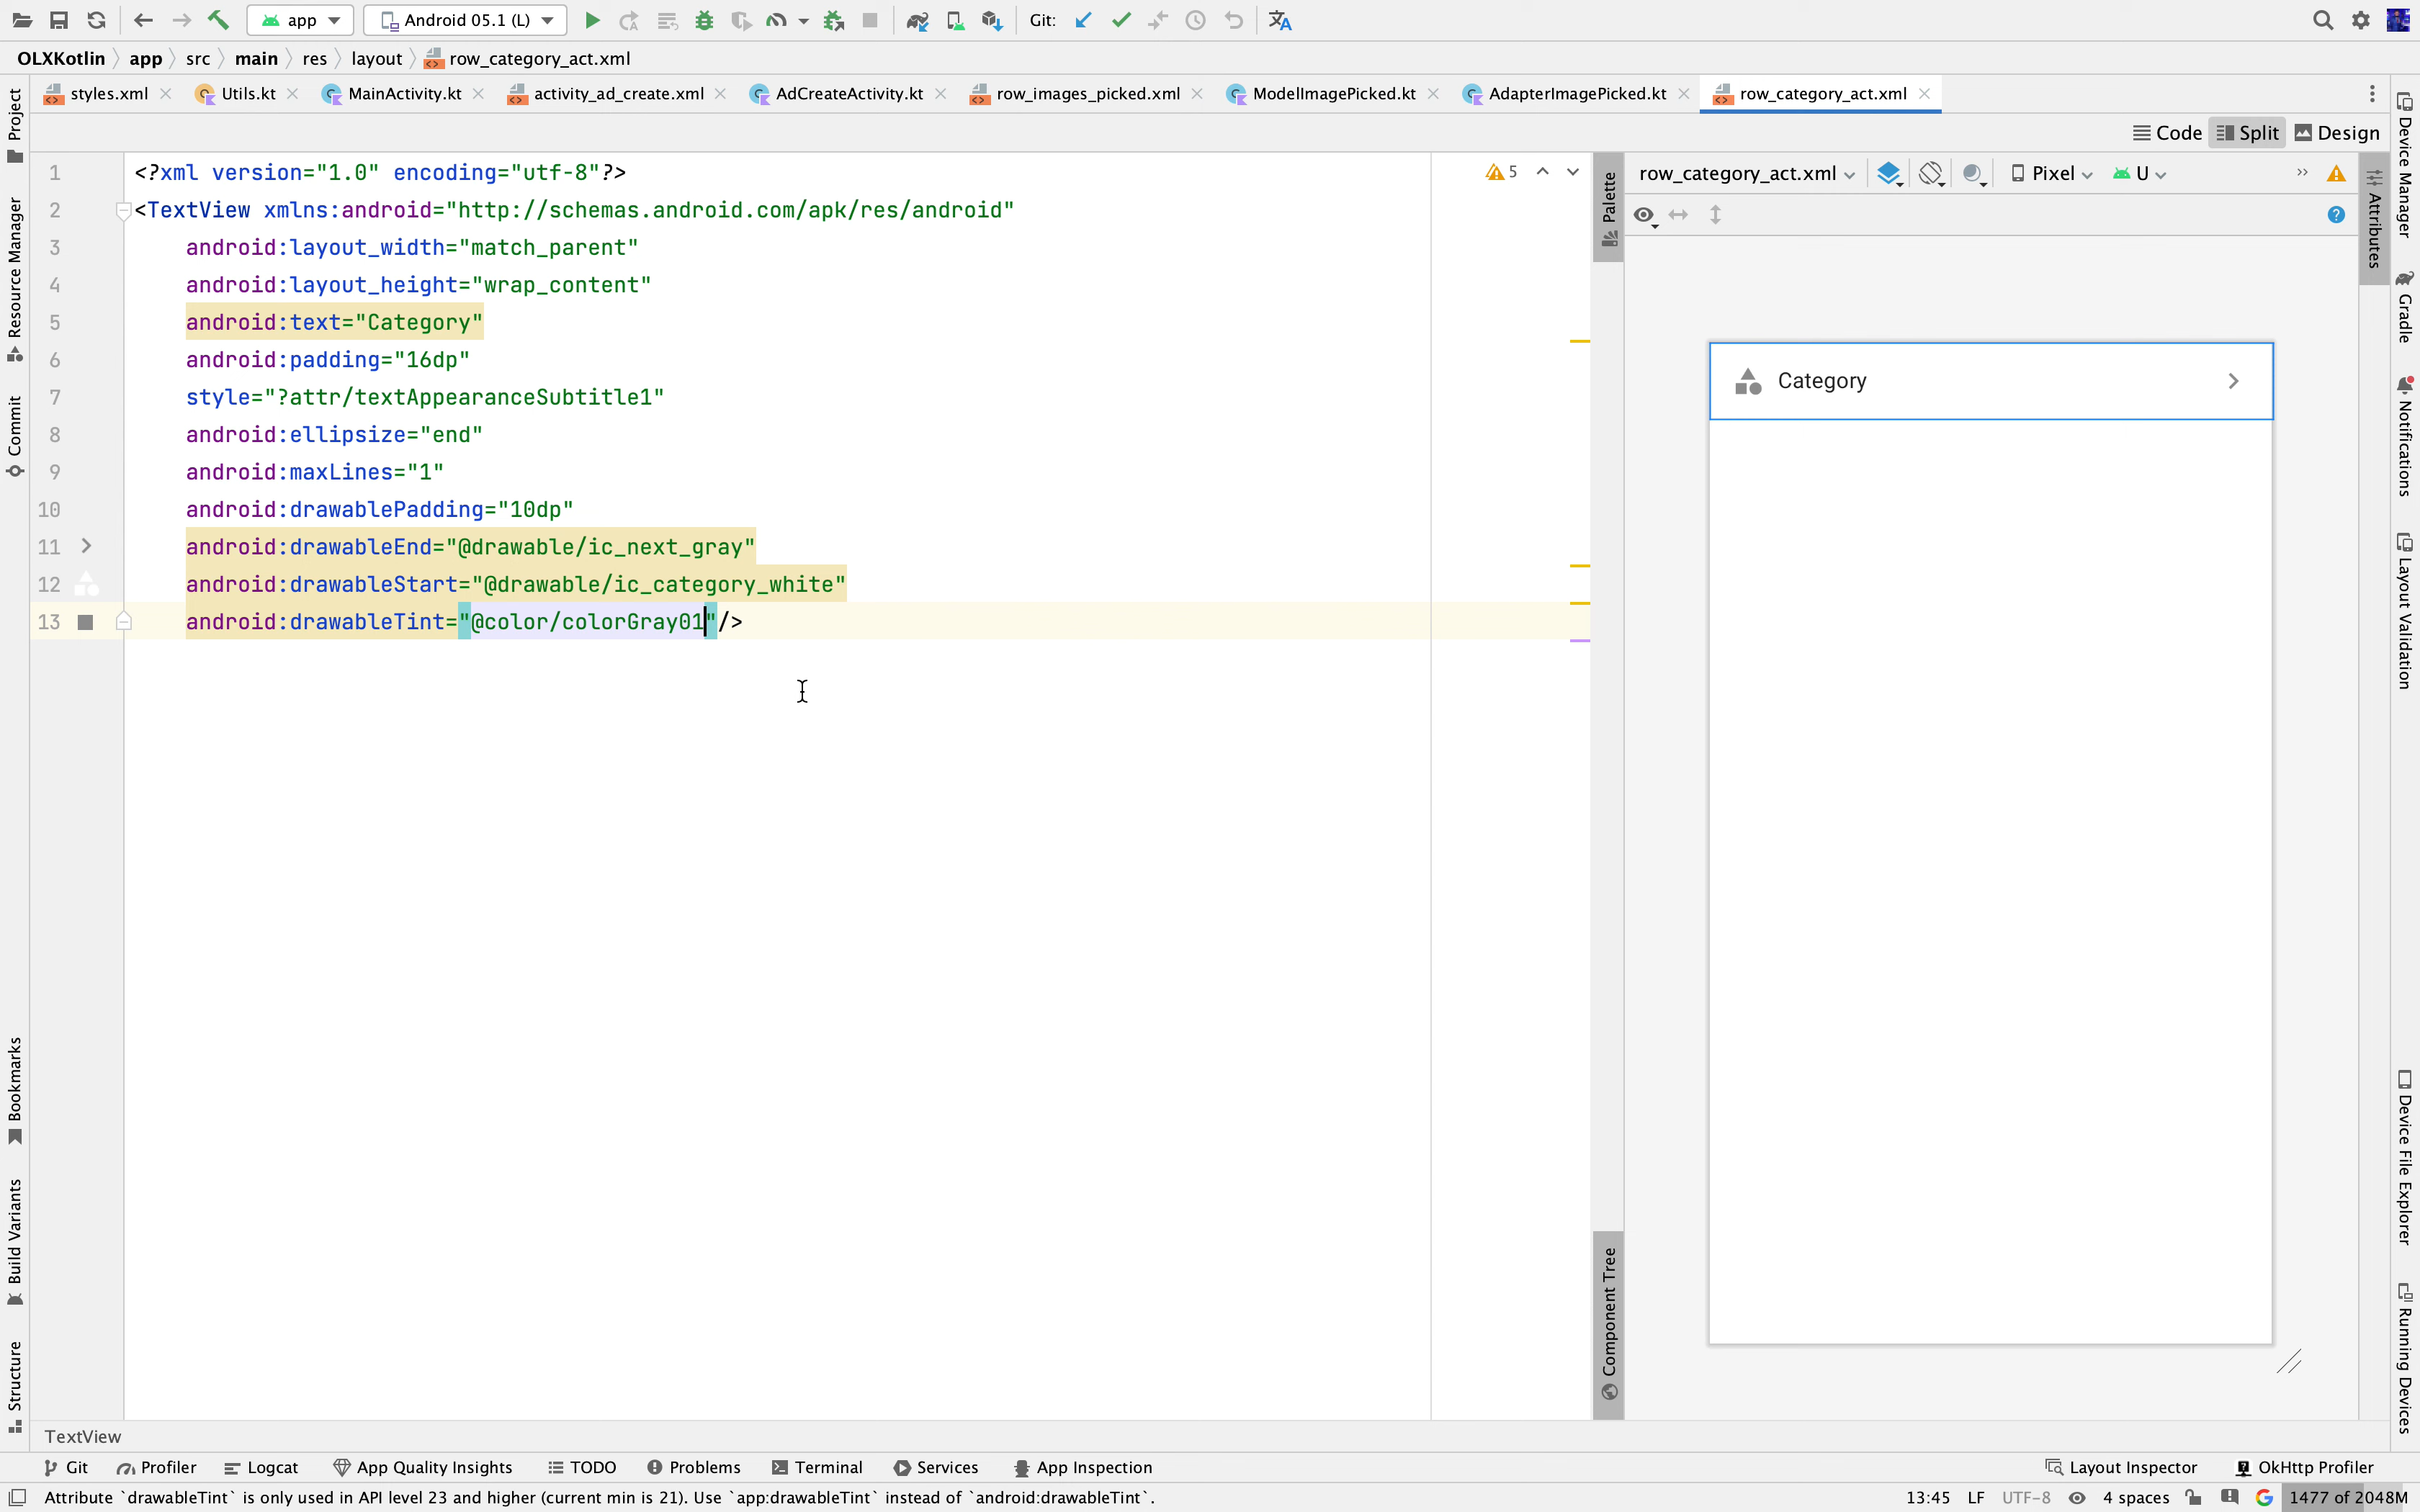 app
Android 05.1 (L)
Git:
OLXKotlin
app
src
main
res
layout
row_category_act.xml
styles.xml
Utils.kt
MainActivity.kt
activity_ad_create.xml
AdCreateActivity.kt
row_images_picked.xml
ModelImagePicked.kt
AdapterImagePicked.kt
row_category_act.xml
Code
Split
Design
Project
Resource Manager
Commit
Bookmarks
Build Variants
Structure
1 <?xml version="1.0" encoding="utf-8"?>
2 <TextView xmlns:android="http://schemas.android.com/apk/res/android"
3 android:layout_width="match_parent"
4 android:layout_height="wrap_content"
5 android:text="Category"
6 android:padding="16dp"
7 style="?attr/textAppearanceSubtitle1"
8 android:ellipsize="end"
9 android:maxLines="1"
10 android:drawablePadding="10dp"
11 android:drawableEnd="@drawable/ic_next_gray"
12 android:drawableStart="@drawable/ic_category_white"
13 android:drawableTint="@color/colorGray01"/>
5
Palette
Component Tree
row_category_act.xml
Pixel
U
Category
Attributes
Device Manager
Gradle
Notifications
Layout Validation
Device File Explorer
Running Devices
TextView
Git
Profiler
Logcat
App Quality Insights
TODO
Problems
Terminal
Services
App Inspection
Layout Inspector
OkHttp Profiler
Attribute `drawableTint` is only used in API level 23 and higher (current min is 21). Use `app:drawableTint` instead of `android:drawableTint`.
13:45
LF
UTF-8
4 spaces
1477 of 2048M